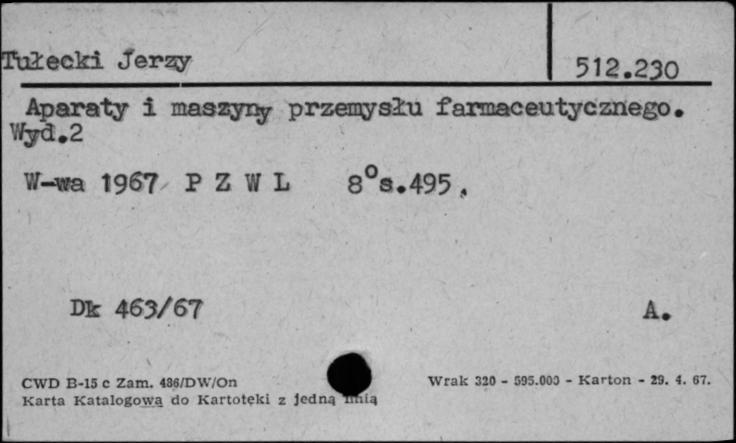 Tułecki Jerzy
512.230
Aparaty i maszyny przemysłu farmaceutycznego.
Wyd.2
W-wa 1967 P Z W L 8° s.495.
Dk 463/67 A.
CWD B-15 c Zam. 486/DW/On Wrak 320 - 595.000 - Karton - 29. 4. 67.
Karta Katalogowa do Kartoteki z jedną linią